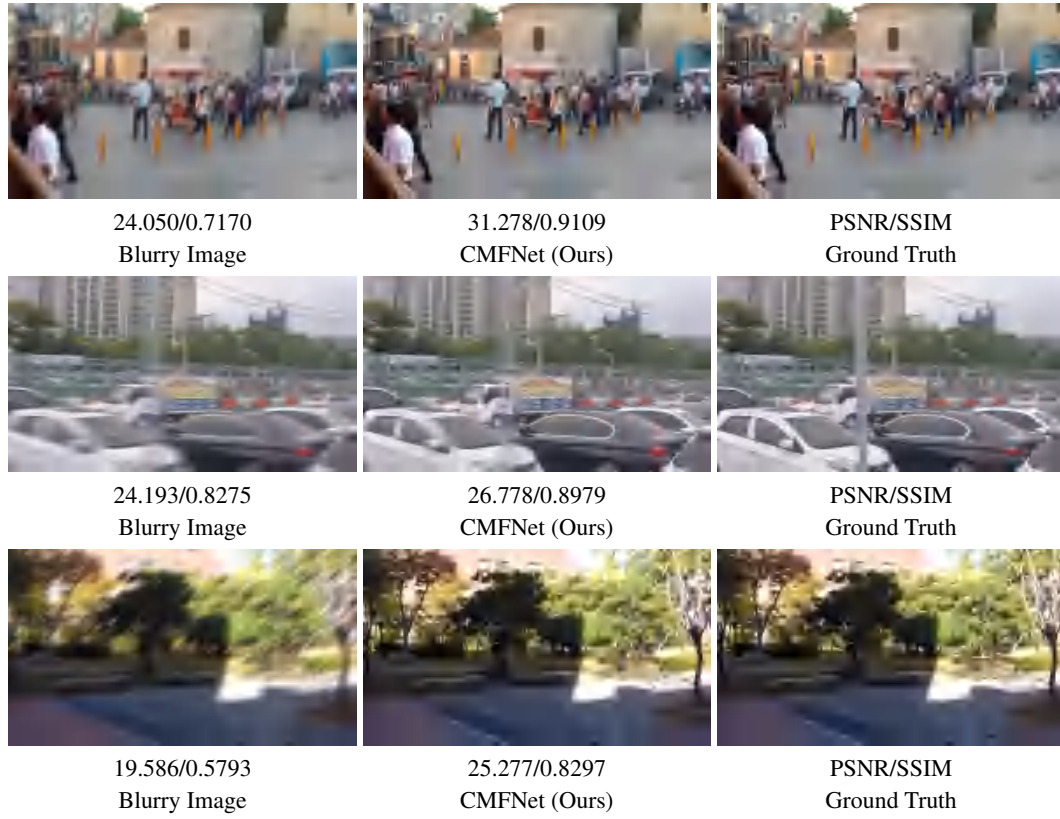 24.050/0.7170 31.278/0.9109 PSNR/SSIM
Blurry Image CMFNet (Ours) Ground Truth
24.193/0.8275 26.778/0.8979 PSNR/SSIM
Blurry Image CMFNet (Ours) Ground Truth
19.586/0.5793 25.277/0.8297 PSNR/SSIM
Blurry Image CMFNet (Ours) Ground Truth